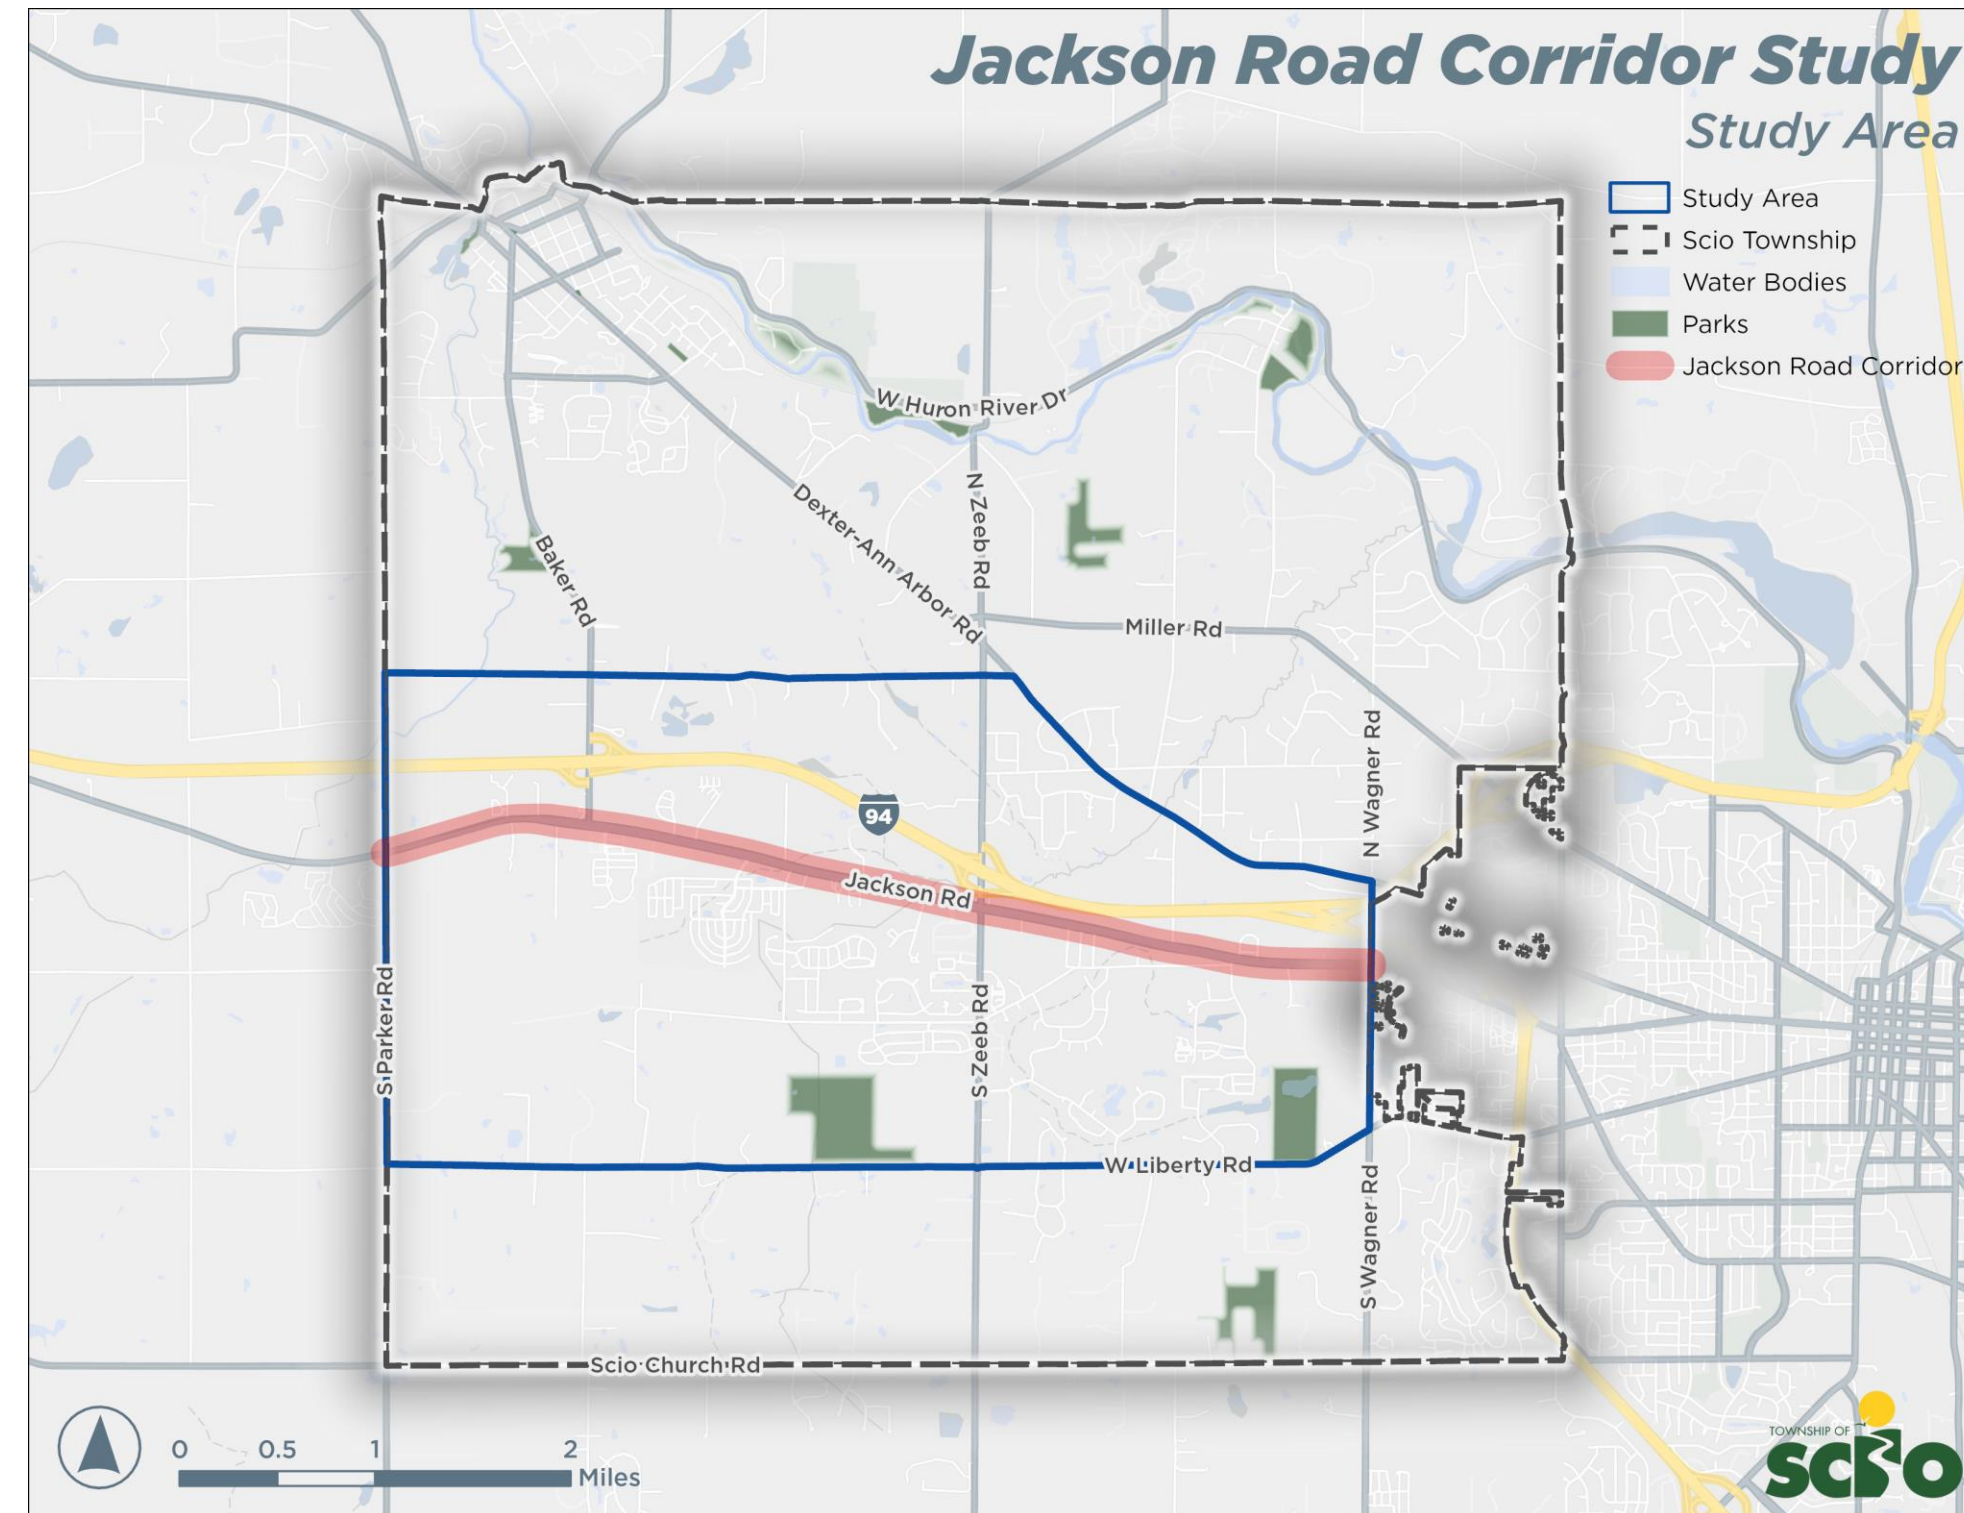 Jackson Road Corridor Study
Study Area
Study Area
Scio Township
Water Bodies
Parks
Jackson Road Corridor
W Huron River Dr
N Zeeb Rd
Dexter-Ann Arbor Rd
Baker Rd
Miller Rd
N Wagner Rd
94
Jackson Rd
S Parker Rd
S Zeeb Rd
W Liberty Rd
S Wagner Rd
Scio Church Rd
0 0.5 1 2
Miles
TOWNSHIP OF
SCIO